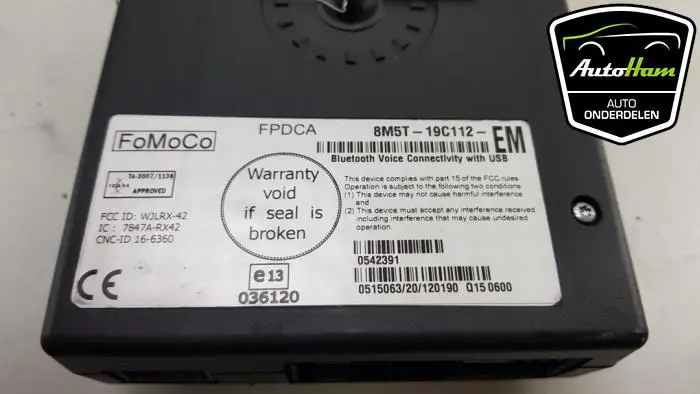 AutoHam
AUTO
ONDERDELEN
FoMoCo
FPDCA
8M5T-19C112-
EM
Bluetooth Voice Connectivity with USB
TA-2007/1138
APPROVED
Warranty
void
if seal is
broken
This device complies with part 15 of the FCC rules
Operation is subject to the following two conditions
(1) This device may not cause harmful interference
and
(2) This device must accept any interference received
including interference that may cause undesired
operation.
FCC ID: WJLRX-42
IC : 7847A-RX42
CNC-ID 16-6360
CE
e13
036120
0542391
0515063/20/120190 Q15 0600